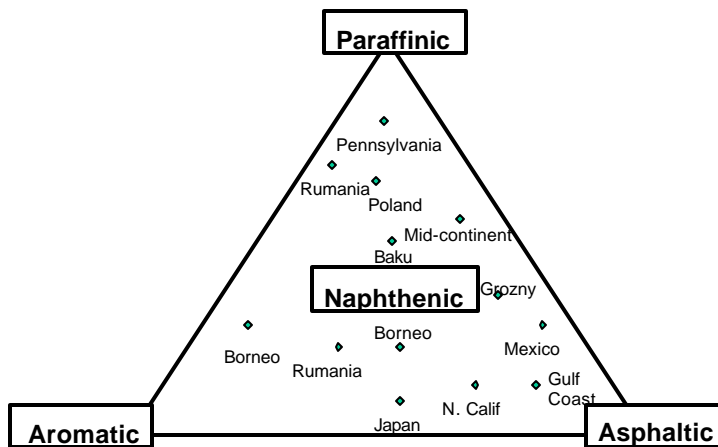 Paraffinic
Pennsylvania
Rumania
Poland
Mid-continent
Baku
Naphthenic
Grozny
Borneo
Rumania
Borneo
Mexico
Japan
N. Calif
Gulf
Coast
Aromatic
Asphaltic